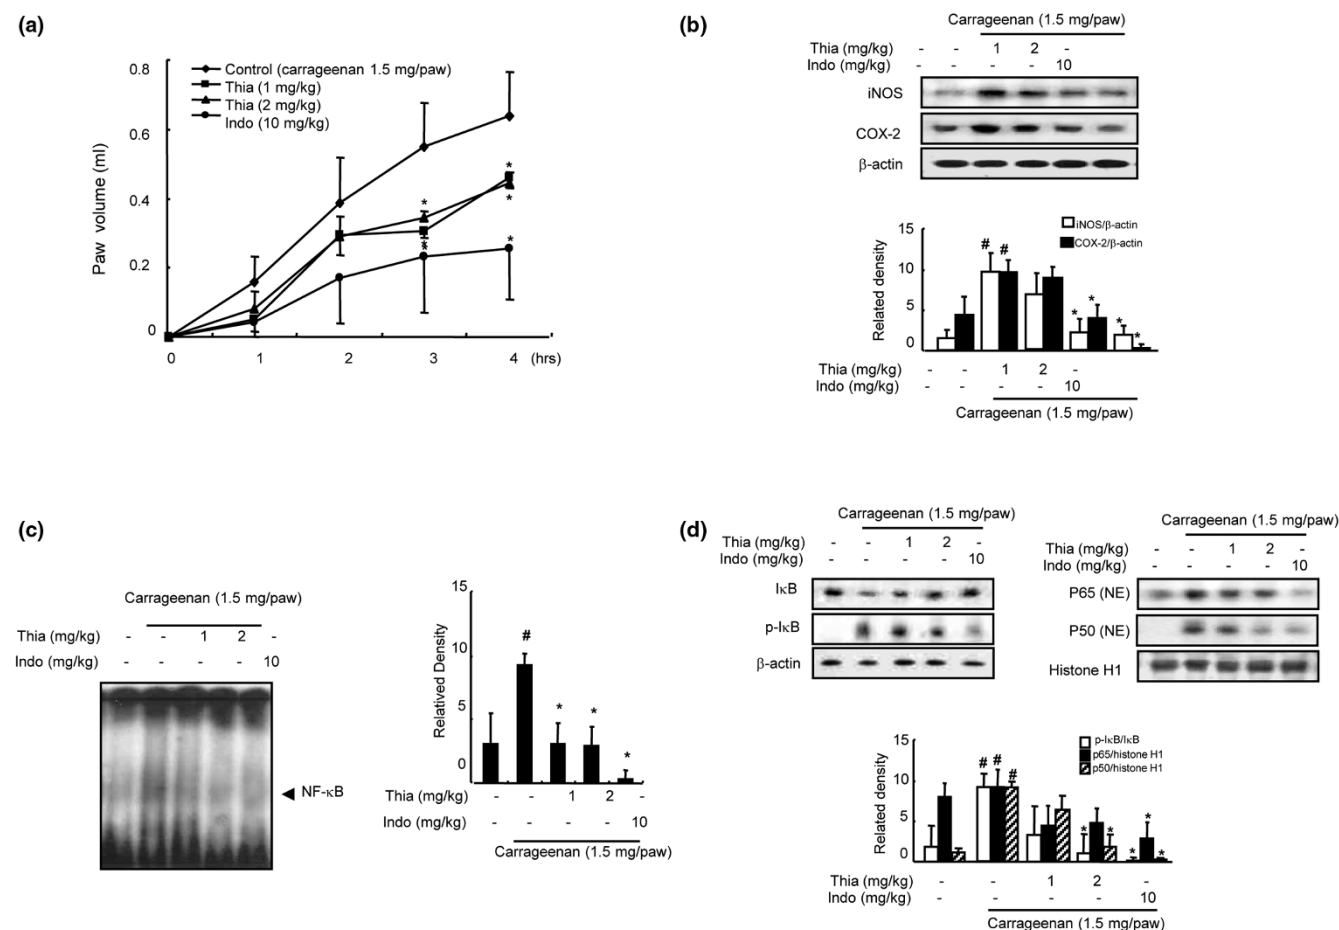 (a)
0.8
0.6
0.4
0.2
0
Paw volume (ml)
Control (carrageenan 1.5 mg/paw)
Thia (1 mg/kg)
Thia (2 mg/kg)
Indo (10 mg/kg)
*
*
*
*
*
*
0 1 2 3 4 (hrs)
(b)
Carrageenan (1.5 mg/paw)
Thia (mg/kg) - - 1 2 -
Indo (mg/kg) - - - - 10
iNOS
COX-2
β-actin
iNOS/β-actin
COX-2/β-actin
15
10
5
0
Related density
# #
* * * *
Thia (mg/kg) - - 1 2 -
Indo (mg/kg) - - - - 10
Carrageenan (1.5 mg/paw)
(c)
Carrageenan (1.5 mg/paw)
Thia (mg/kg) - - 1 2 -
Indo (mg/kg) - - - - 10
NF-κB
15
10
5
0
Relatived Density
#
* * *
Thia (mg/kg) - - 1 2 -
Indo (mg/kg) - - - - 10
Carrageenan (1.5 mg/paw)
(d)
Carrageenan (1.5 mg/paw)
Thia (mg/kg) - - 1 2 -
Indo (mg/kg) - - - - 10
IκB
p-IκB
β-actin
Carrageenan (1.5 mg/paw)
Thia (mg/kg) - - 1 2 -
Indo (mg/kg) - - - - 10
P65 (NE)
P50 (NE)
Histone H1
p-IκB/IκB
p65/histone H1
p50/histone H1
15
10
5
0
Related density
# # #
* * * * *
Thia (mg/kg) - - 1 2 -
Indo (mg/kg) - - - - 10
Carrageenan (1.5 mg/paw)